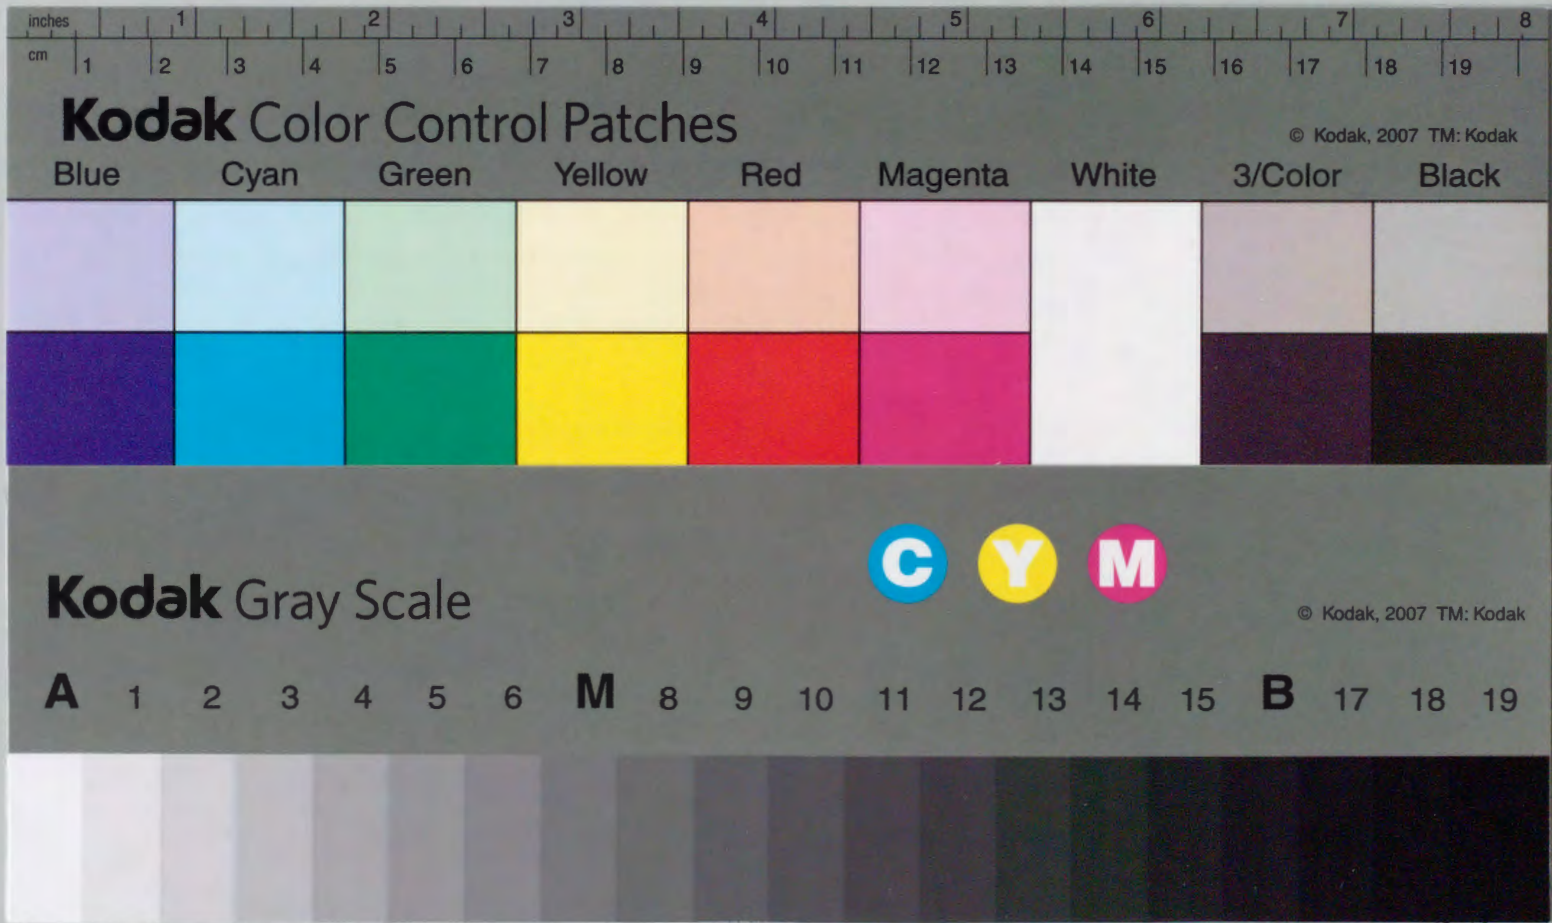 inches 1 2 3 4 5 6 7 8
cm 1 2 3 4 5 6 7 8 9 10 11 12 13 14 15 16 17 18 19
Kodak Color Control Patches
© Kodak, 2007 TM: Kodak
Blue Cyan Green Yellow Red Magenta White 3/Color Black
C Y M
Kodak Gray Scale
© Kodak, 2007 TM: Kodak
A 1 2 3 4 5 6 M 8 9 10 11 12 13 14 15 B 17 18 19